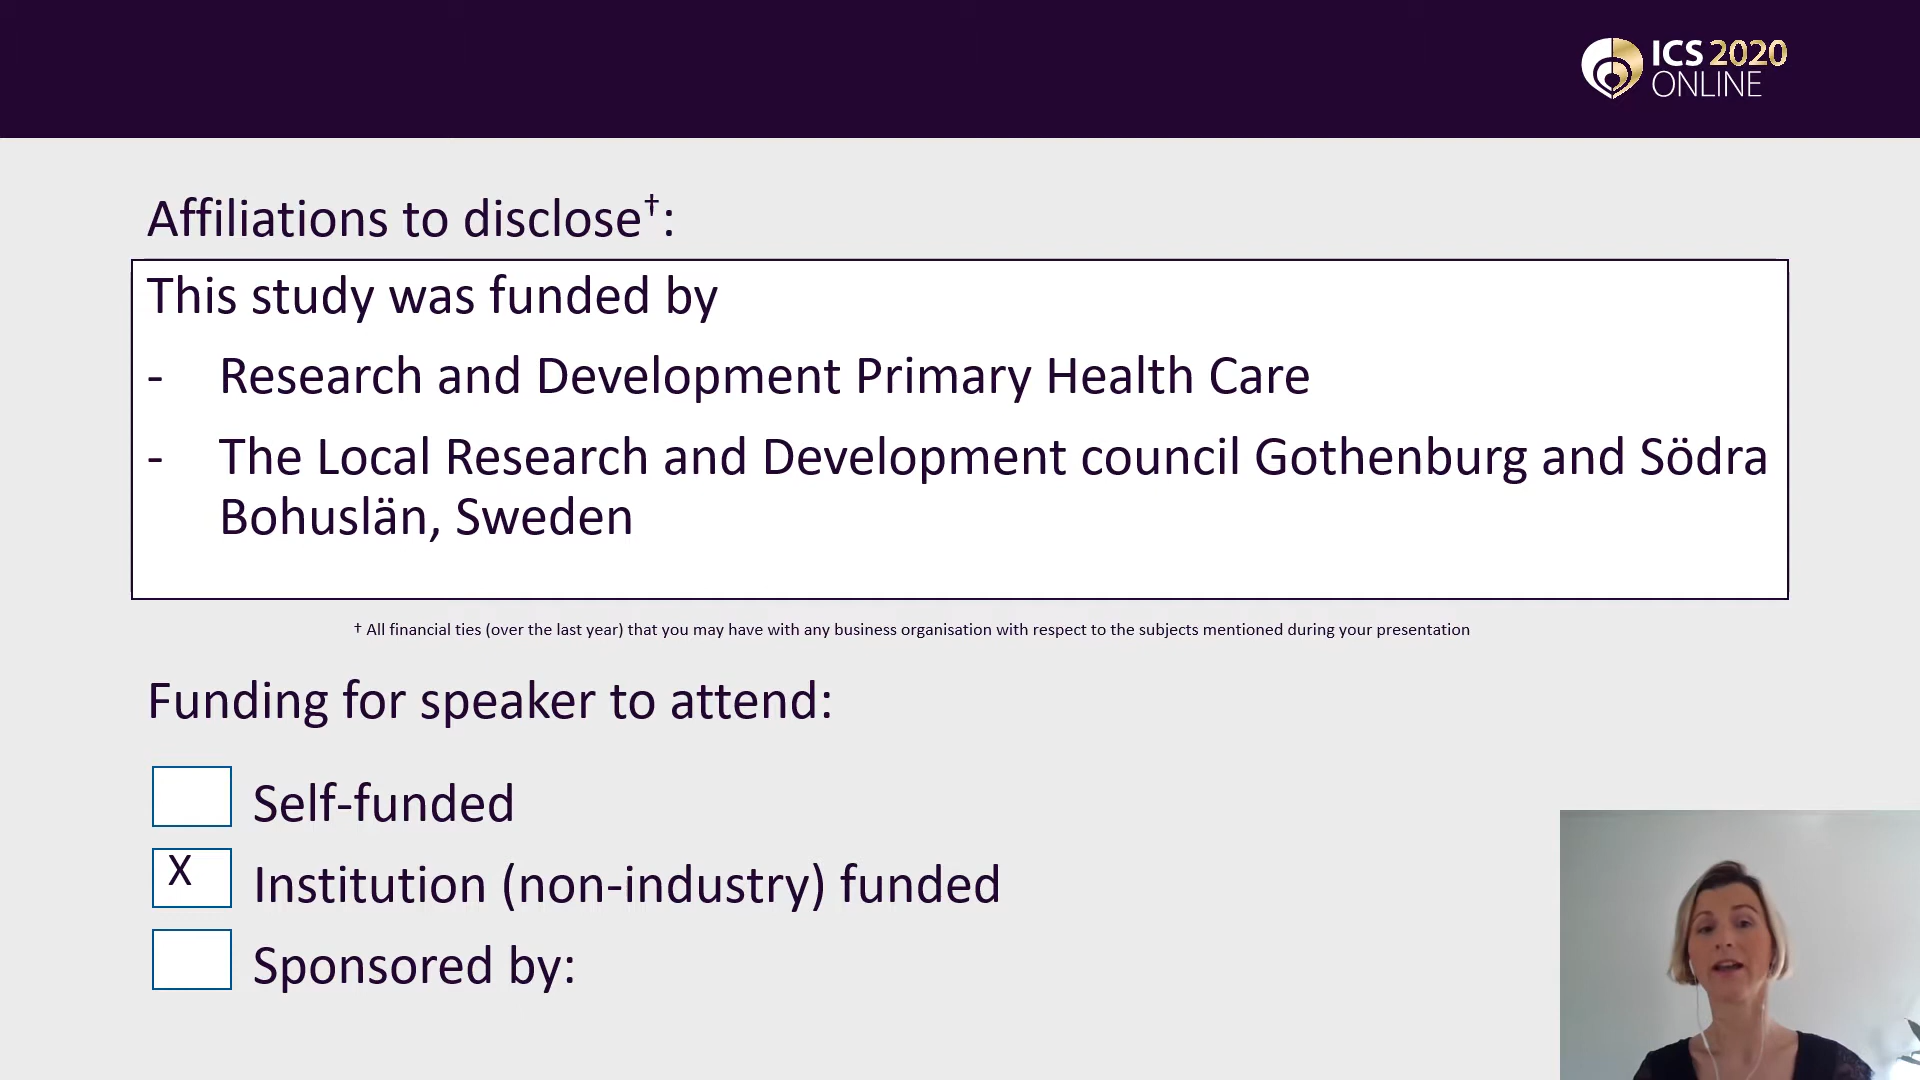 ICS 2020
ONLINE
Affiliations to disclose†:
This study was funded by
- Research and Development Primary Health Care
- The Local Research and Development council Gothenburg and Södra
Bohuslän, Sweden
† All financial ties (over the last year) that you may have with any business organisation with respect to the subjects mentioned during your presentation
Funding for speaker to attend:
Self-funded
X Institution (non-industry) funded
Sponsored by: